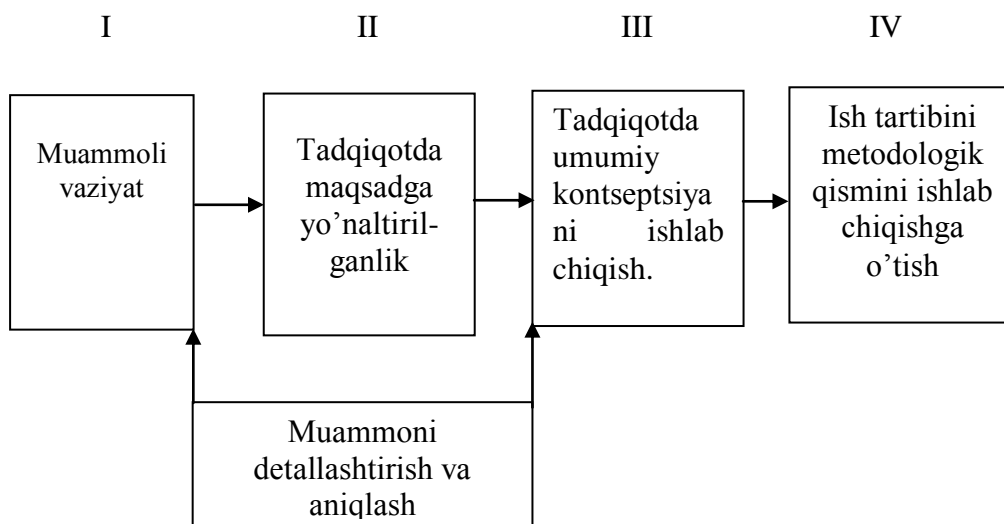 I II III IV
Muammoli
vaziyat
Tadqiqotda
maqsadga
yo’naltiril-
ganlik
Tadqiqotda
umumiy
kontseptsiya
ni ishlab
chiqish.
Ish tartibini
metodologik
qismini ishlab
chiqishga
o’tish
Muammoni
detallashtirish va
aniqlash